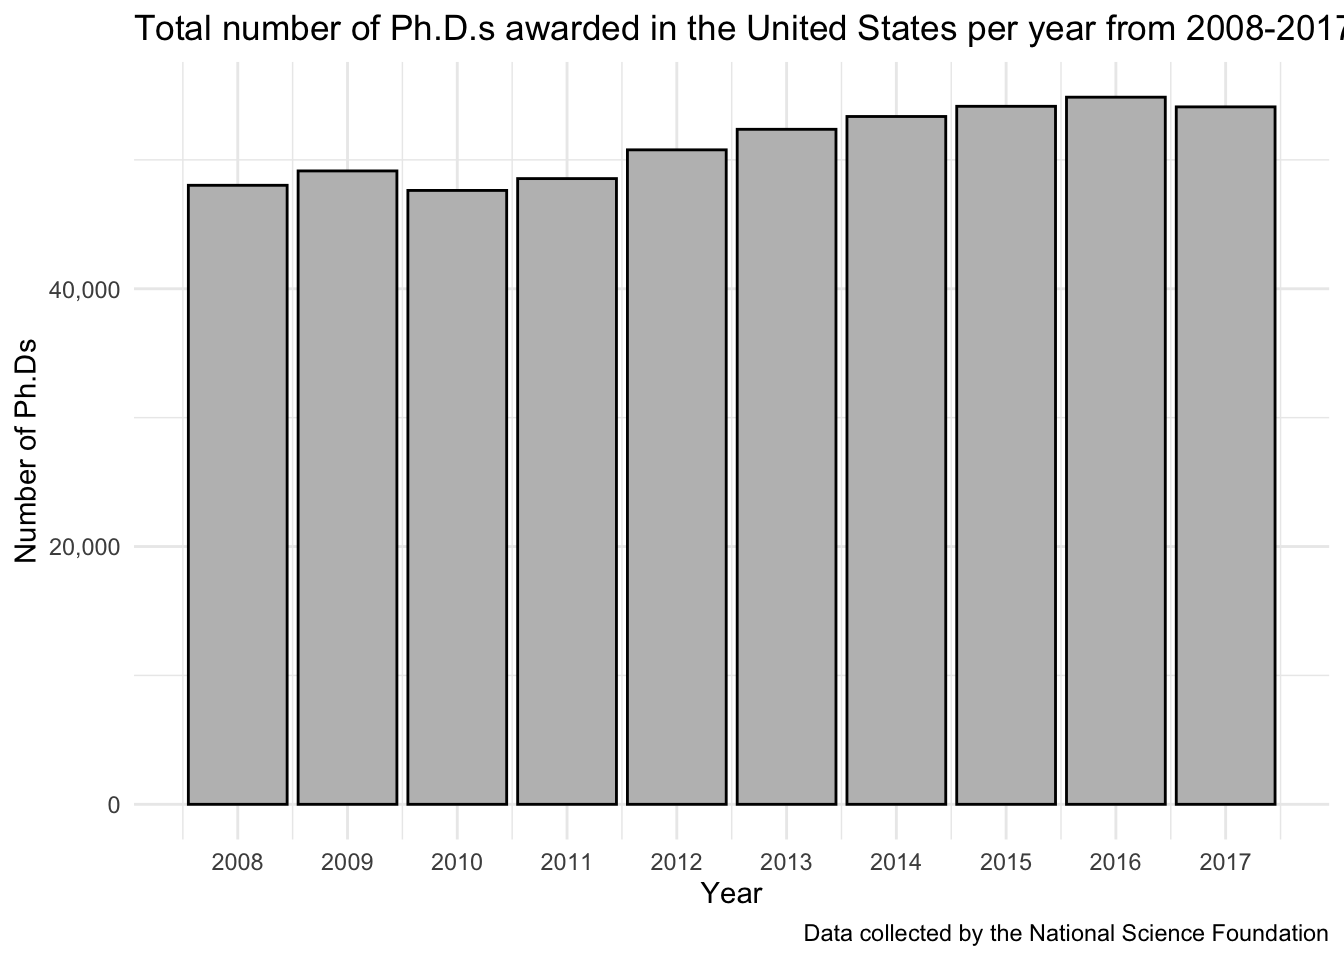 Total number of Ph.D.s awarded in the United States per year from 2008-2017
Number of Ph.Ds
40,000
20,000
0
2008 2009 2010 2011 2012 2013 2014 2015 2016 2017
Year
Data collected by the National Science Foundation